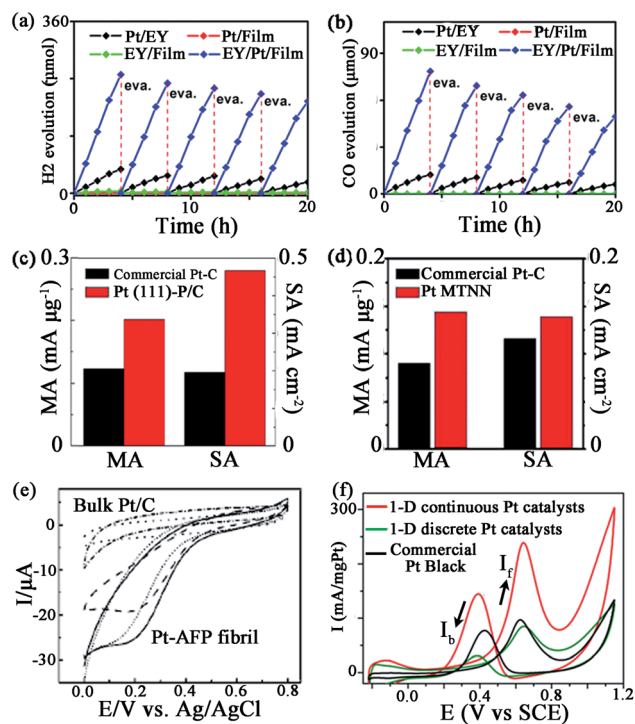 (a)
Pt/EY Pt/Film
EY/Film EY/Pt/Film
360
0
H2 evolution (μmol)
eva. eva. eva. eva.
0 5 10 15 20
Time (h)
(b)
Pt/EY Pt/Film
EY/Film EY/Pt/Film
90
0
CO evolution (μmol)
eva. eva. eva. eva.
0 5 10 15 20
Time (h)
(c)
0.3
0
MA (mA μg⁻¹)
Commercial Pt-C
Pt (111)-P/C
0.5
0
SA (mA cm⁻²)
MA SA
(d)
0.2
0
MA (mA μg⁻¹)
Commercial Pt-C
Pt MTNN
0.4
0
SA (mA cm⁻²)
MA SA
(e)
Bulk Pt/C
Pt-AFP fibril
0
-10
-20
-30
I/μA
0.0 0.2 0.4 0.6 0.8
E/V vs. Ag/AgCl
(f)
1-D continuous Pt catalysts
1-D discrete Pt catalysts
Commercial
Pt Black
300
0
I (mA/mgPt)
I_f
I_b
0.0 0.4 0.8
E (V vs SCE)